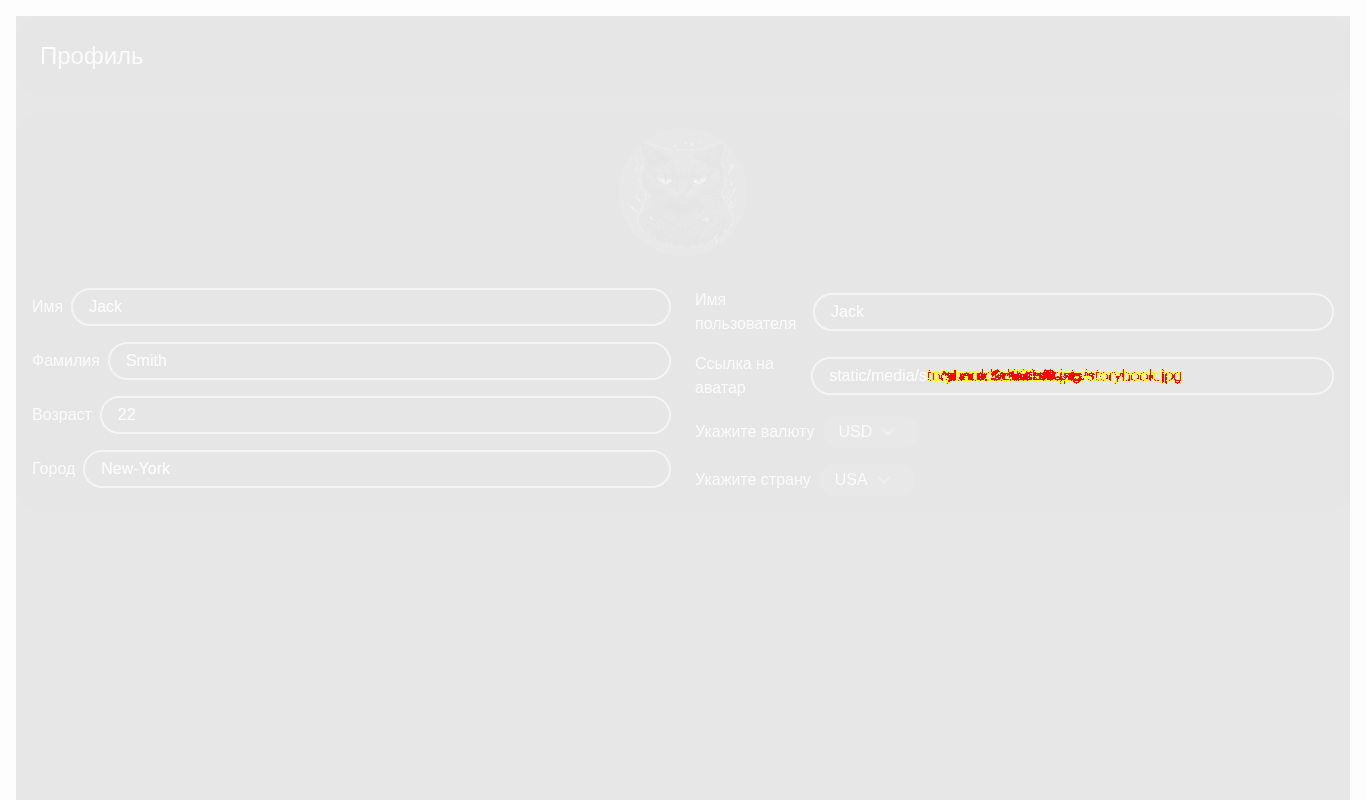 Профиль
Имя
Jack
Фамилия
Smith
Возраст
22
Город
New-York
Имя
пользователя
Jack
Ссылка на
аватар
static/media/s
storybook.jpg
Укажите валюту
USD
Укажите страну
USA